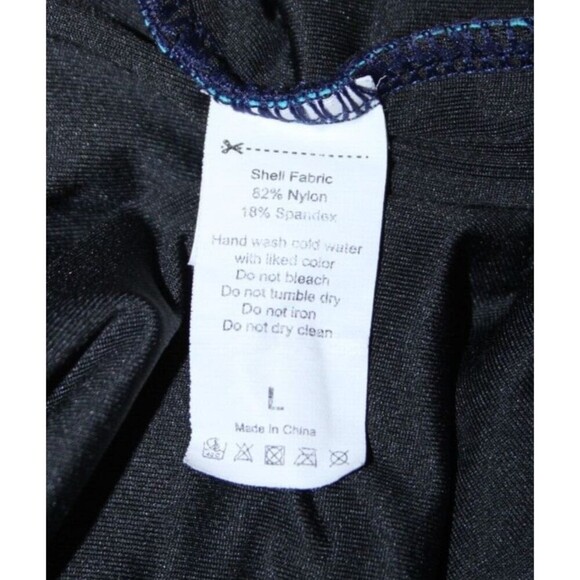 Shell Fabric
82% Nylon
18% Spandex
Hand wash cold water
with liked color
Do not bleach
Do not tumble dry
Do not iron
Do not dry clean
L
Made in China